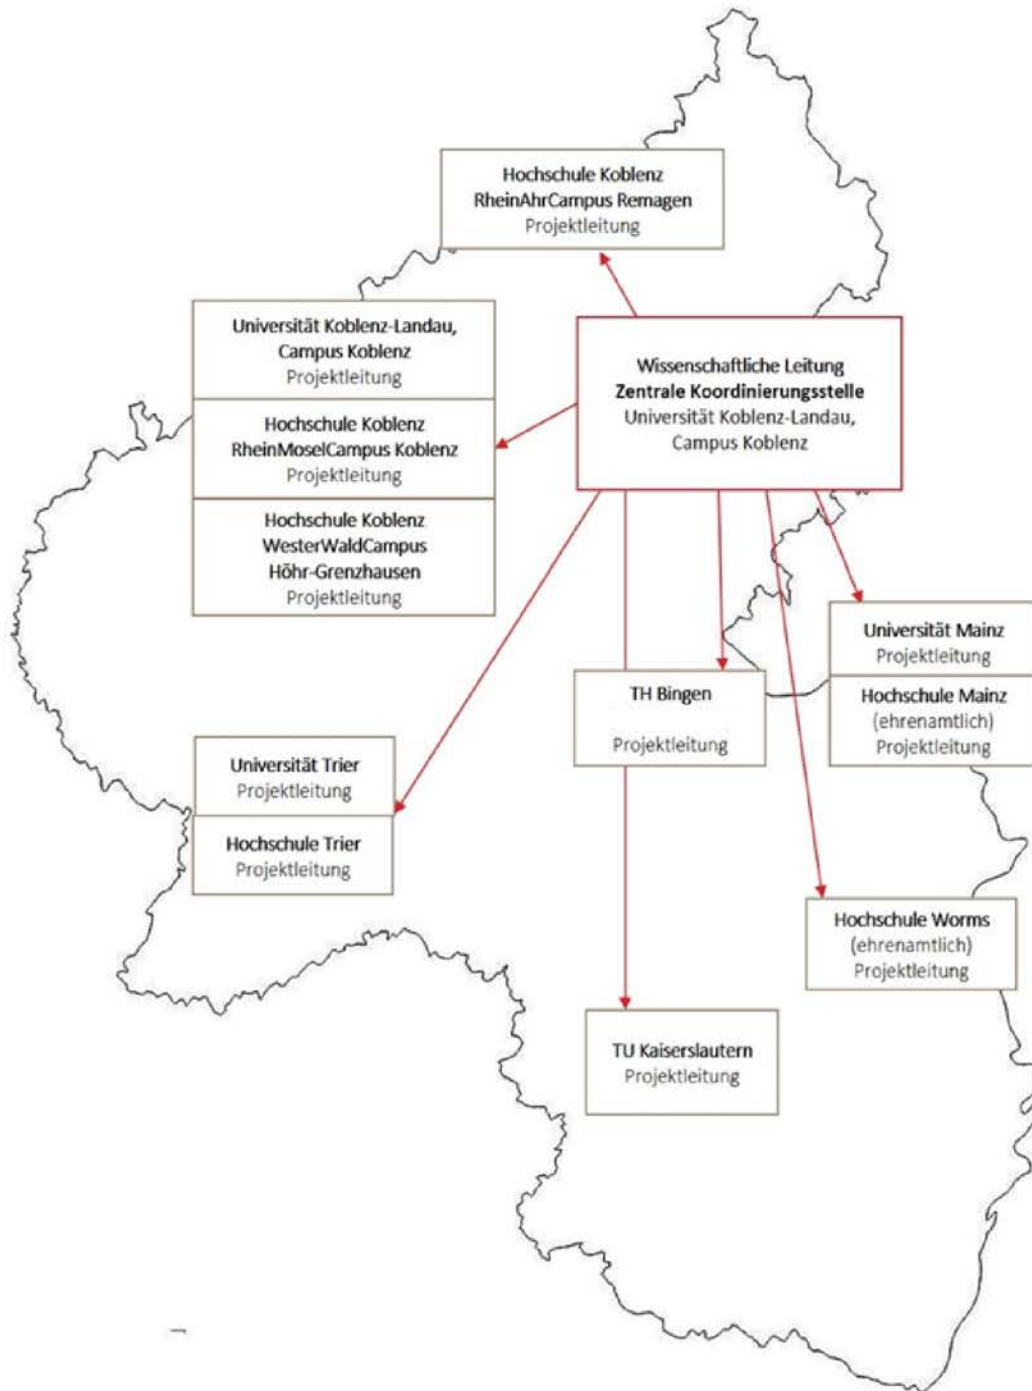 Hochschule Koblenz
RheinAhrCampus Remagen
Projektleitung
Universität Koblenz-Landau,
Campus Koblenz
Projektleitung
Hochschule Koblenz
RheinMoselCampus Koblenz
Projektleitung
Hochschule Koblenz
WesterWaldCampus
Höhr-Grenzhausen
Projektleitung
Wissenschaftliche Leitung
Zentrale Koordinierungsstelle
Universität Koblenz-Landau,
Campus Koblenz
Universität Mainz
Projektleitung
Hochschule Mainz
(ehrenamtlich)
Projektleitung
TH Bingen
Projektleitung
Universität Trier
Projektleitung
Hochschule Trier
Projektleitung
Hochschule Worms
(ehrenamtlich)
Projektleitung
TU Kaiserslautern
Projektleitung